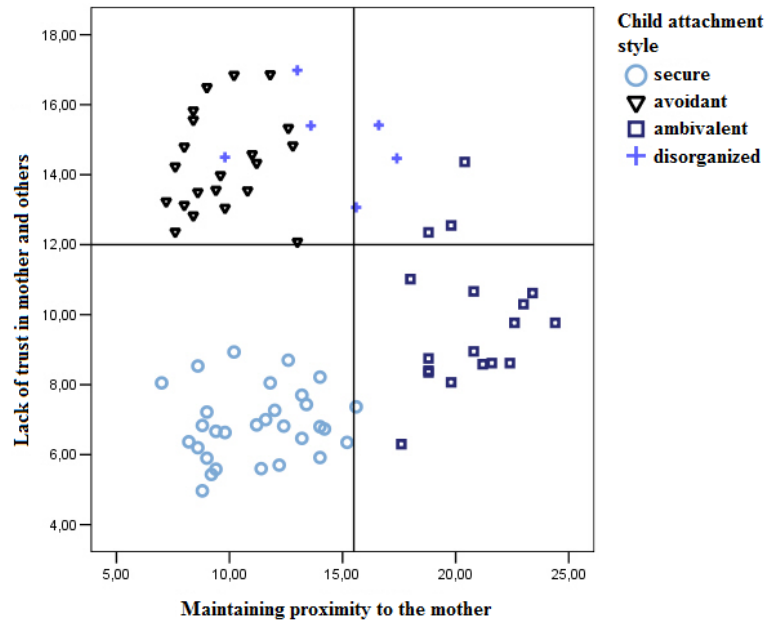 Child attachment
style
secure
avoidant
ambivalent
disorganized
Lack of trust in mother and others
18,00
16,00
14,00
12,00
10,00
8,00
6,00
4,00
5,00 10,00 15,00 20,00 25,00
Maintaining proximity to the mother